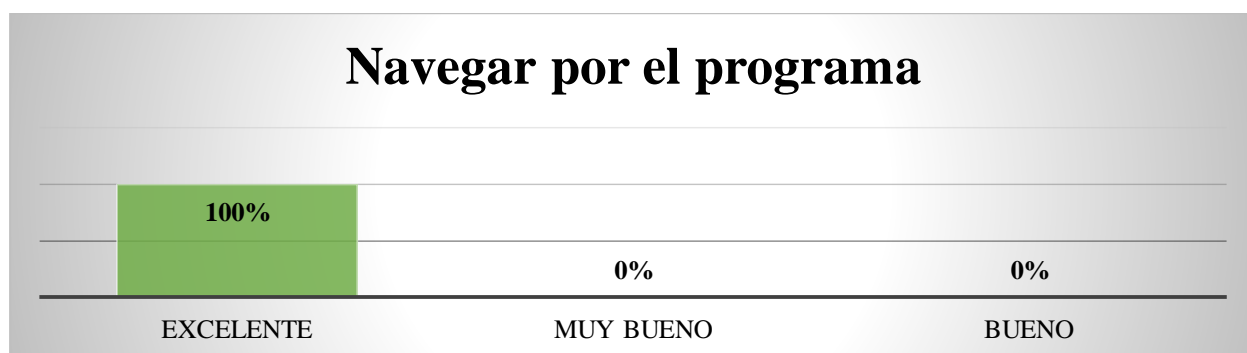 Navegar por el programa
100%
0%
0%
EXCELENTE
MUY BUENO
BUENO